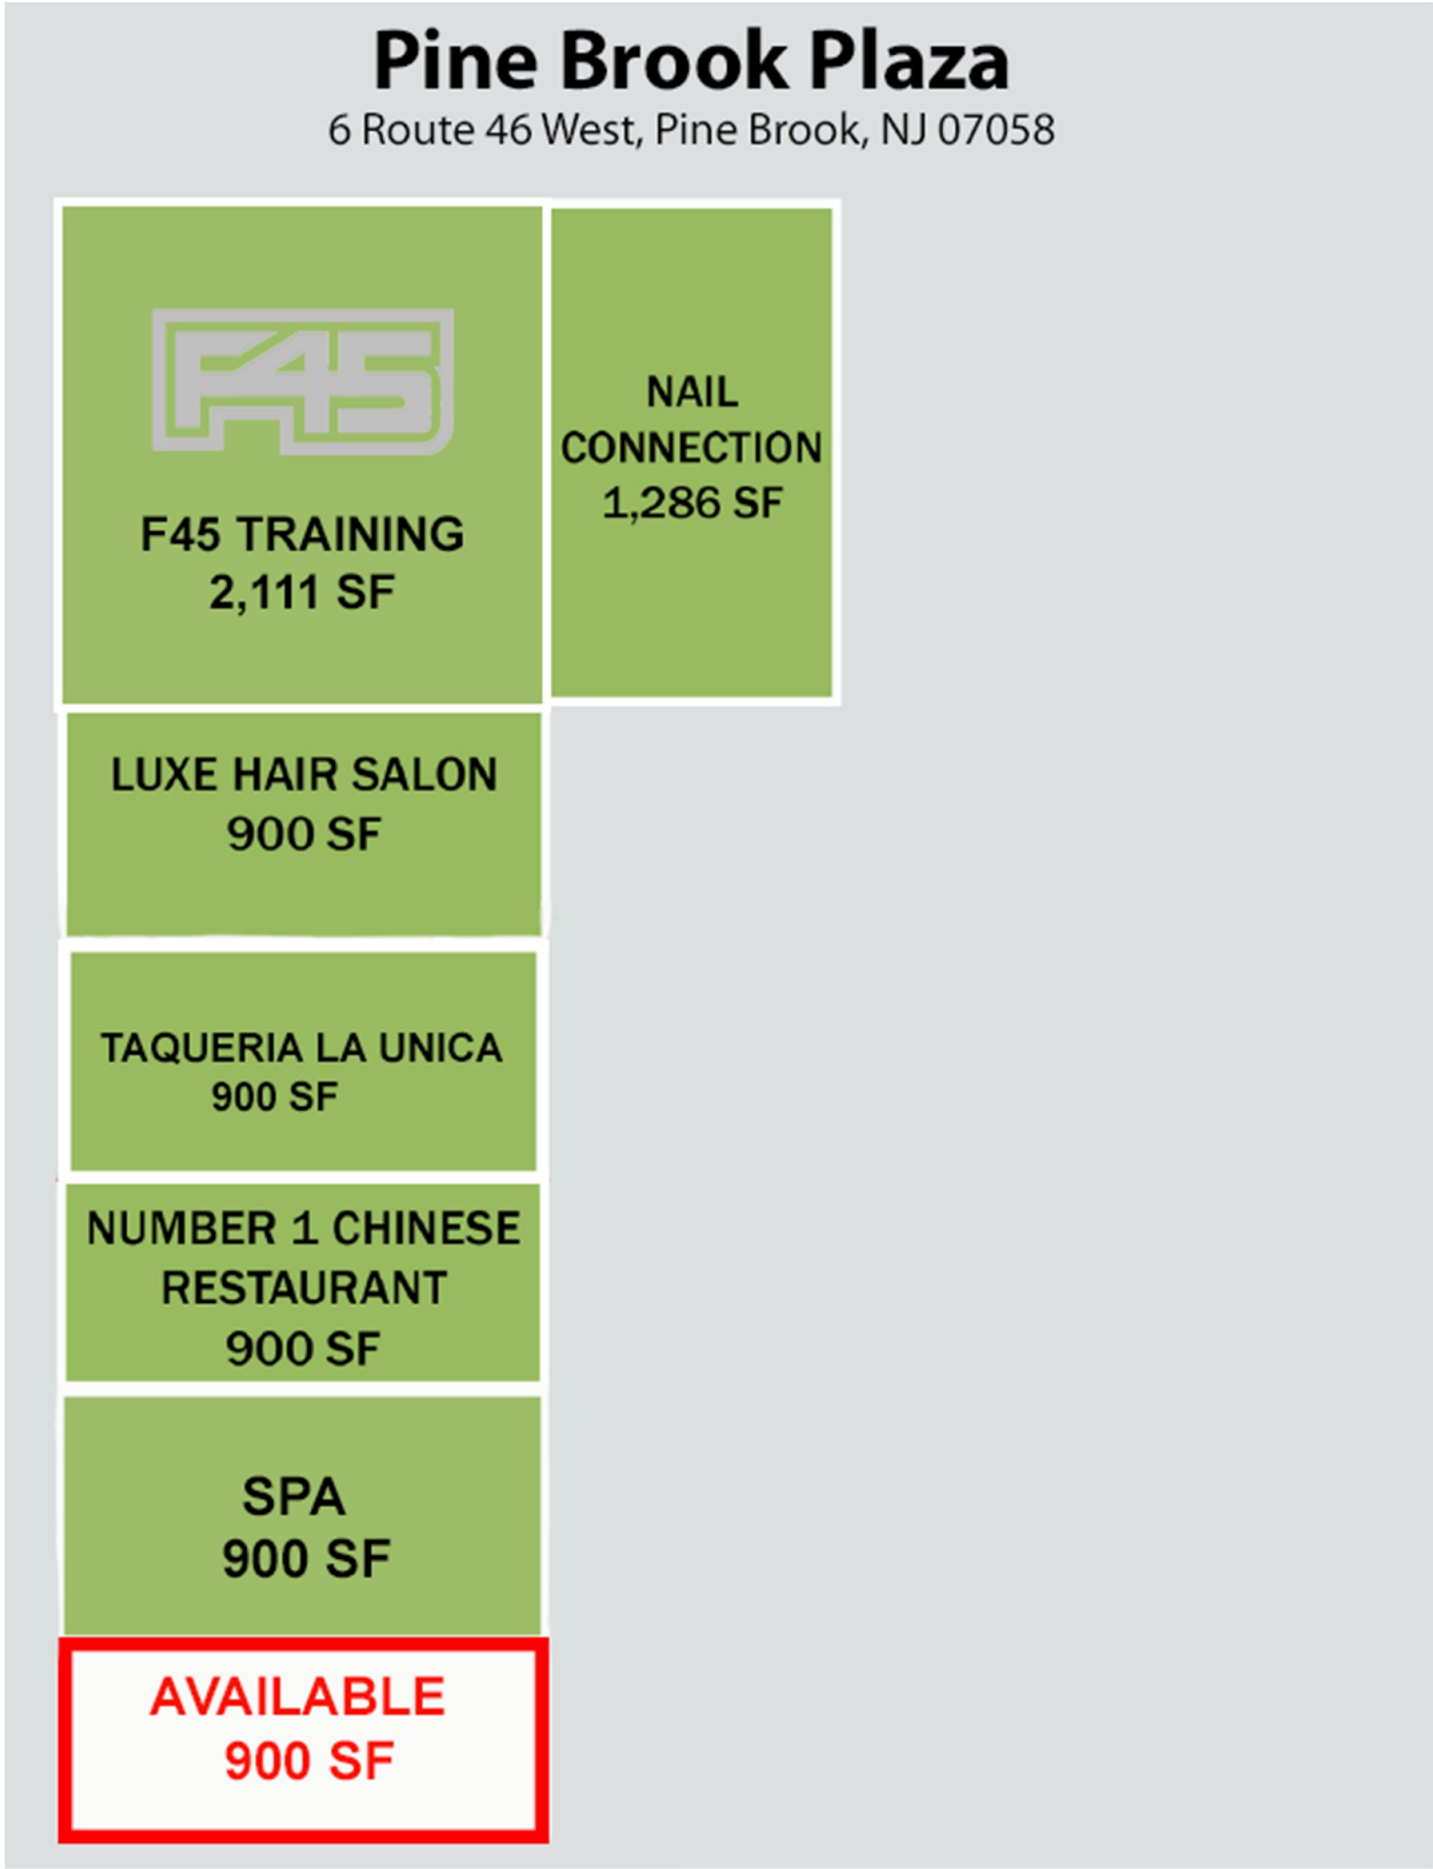 Pine Brook Plaza
6 Route 46 West, Pine Brook, NJ 07058
F45
F45 TRAINING
2,111 SF
NAIL
CONNECTION
1,286 SF
LUXE HAIR SALON
900 SF
TAQUERIA LA UNICA
900 SF
NUMBER 1 CHINESE
RESTAURANT
900 SF
SPA
900 SF
AVAILABLE
900 SF